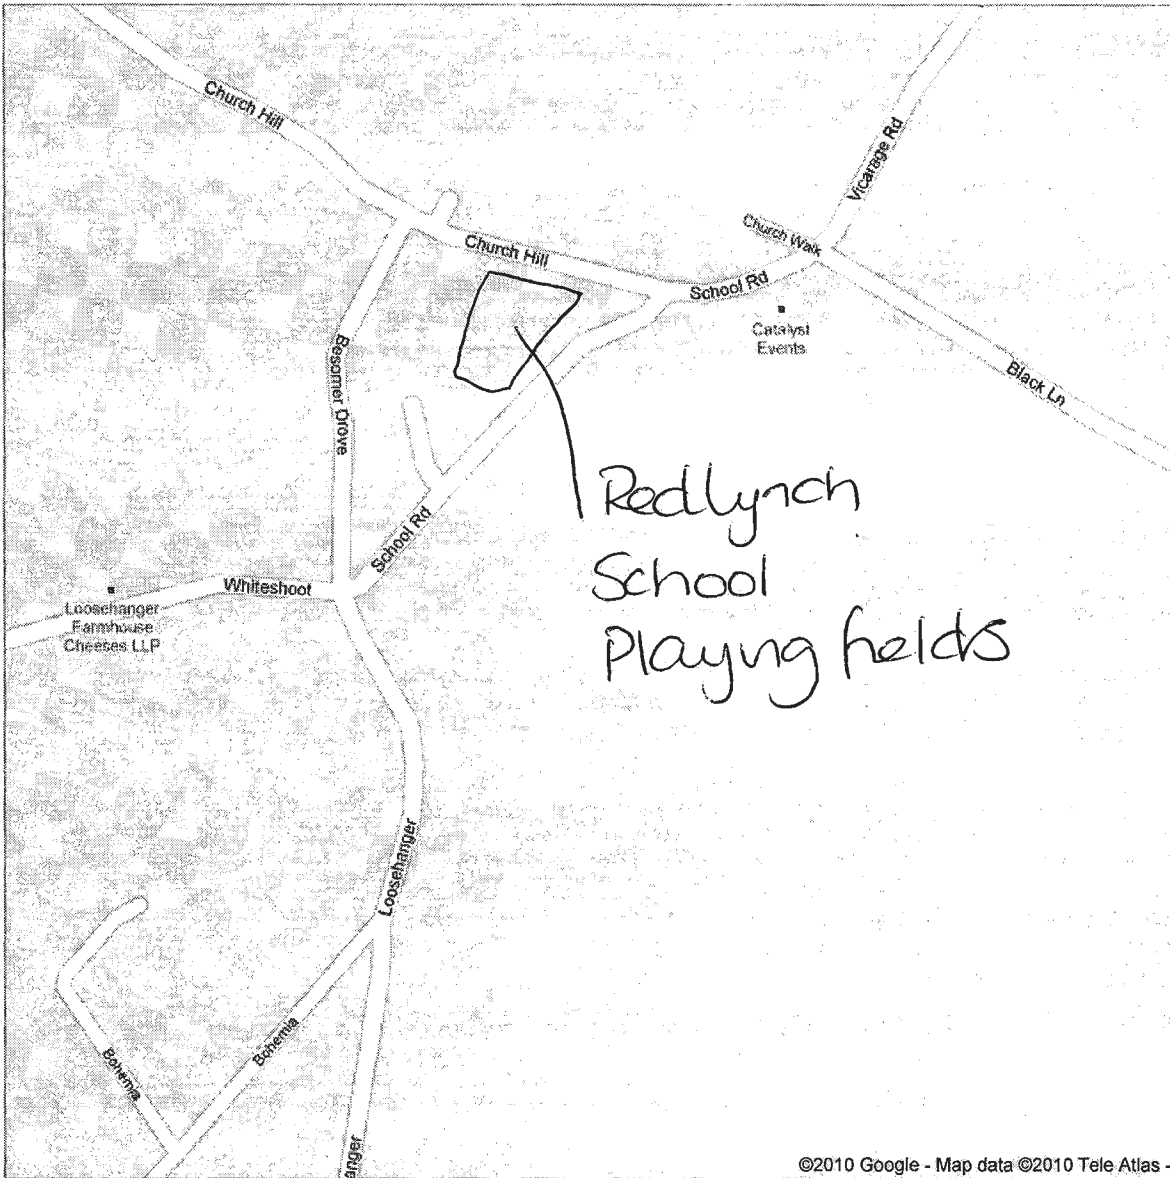 Church Hill
Vicarage Rd
Church Walk
Church Hill
School Rd
Catalyst
Events
Besomer Drove
Black Ln
Redlynch
School
Playing fields
School Rd
Whiteshoot
Loosehanger
Farmhouse
Cheeses LLP
Loosehanger
Bohemia
Bohemia
anger
©2010 Google - Map data ©2010 Tele Atlas -